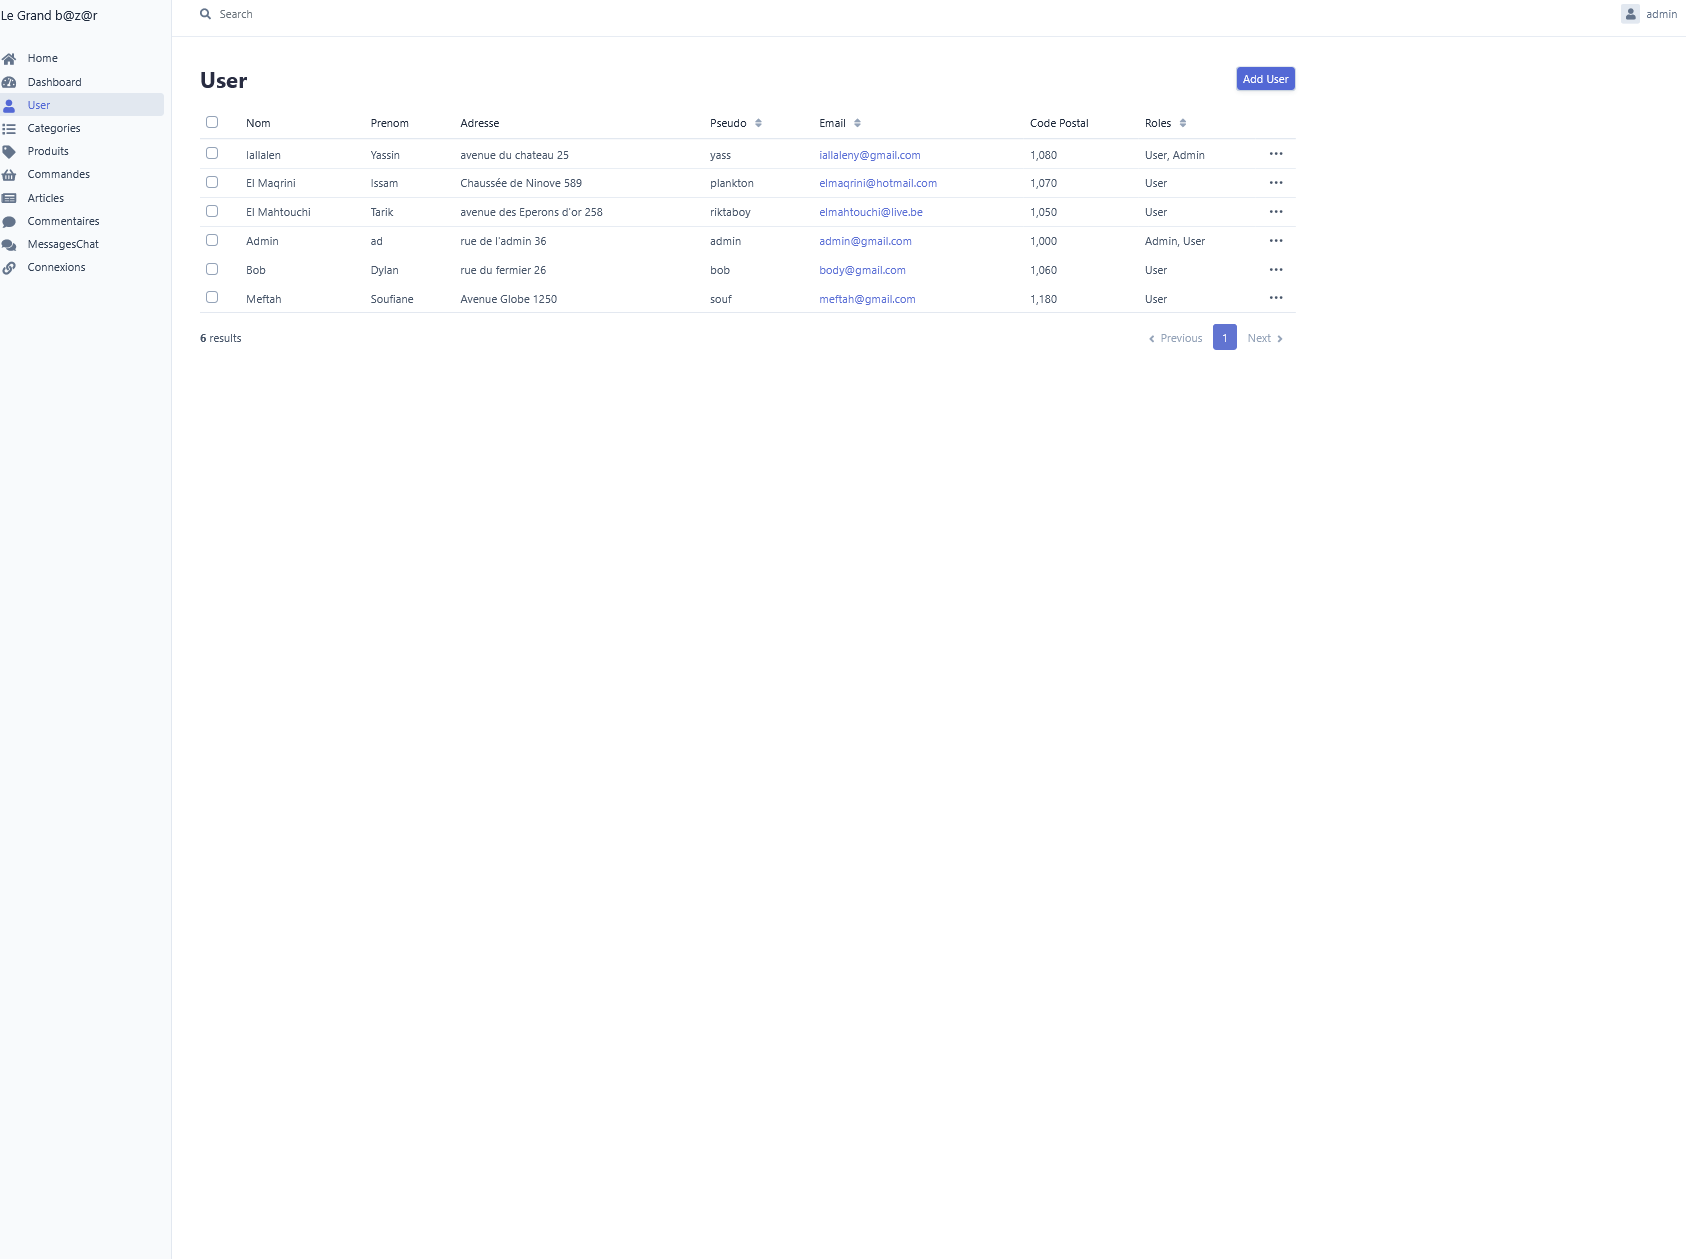 Le Grand b@z@r
Search
admin
Home
Dashboard
User
Categories
Produits
Commandes
Articles
Commentaires
MessagesChat
Connexions
User
Add User
Nom Prenom Adresse Pseudo Email Code Postal Roles
Iallalen Yassin avenue du chateau 25 yass iallaleny@gmail.com 1,080 User, Admin
El Maqrini Issam Chaussée de Ninove 589 plankton elmaqrini@hotmail.com 1,070 User
El Mahtouchi Tarik avenue des Eperons d'or 258 riktaboy elmahtouchi@live.be 1,050 User
Admin ad rue de l'admin 36 admin admin@gmail.com 1,000 Admin, User
Bob Dylan rue du fermier 26 bob body@gmail.com 1,060 User
Meftah Soufiane Avenue Globe 1250 souf meftah@gmail.com 1,180 User
6 results
Previous 1 Next